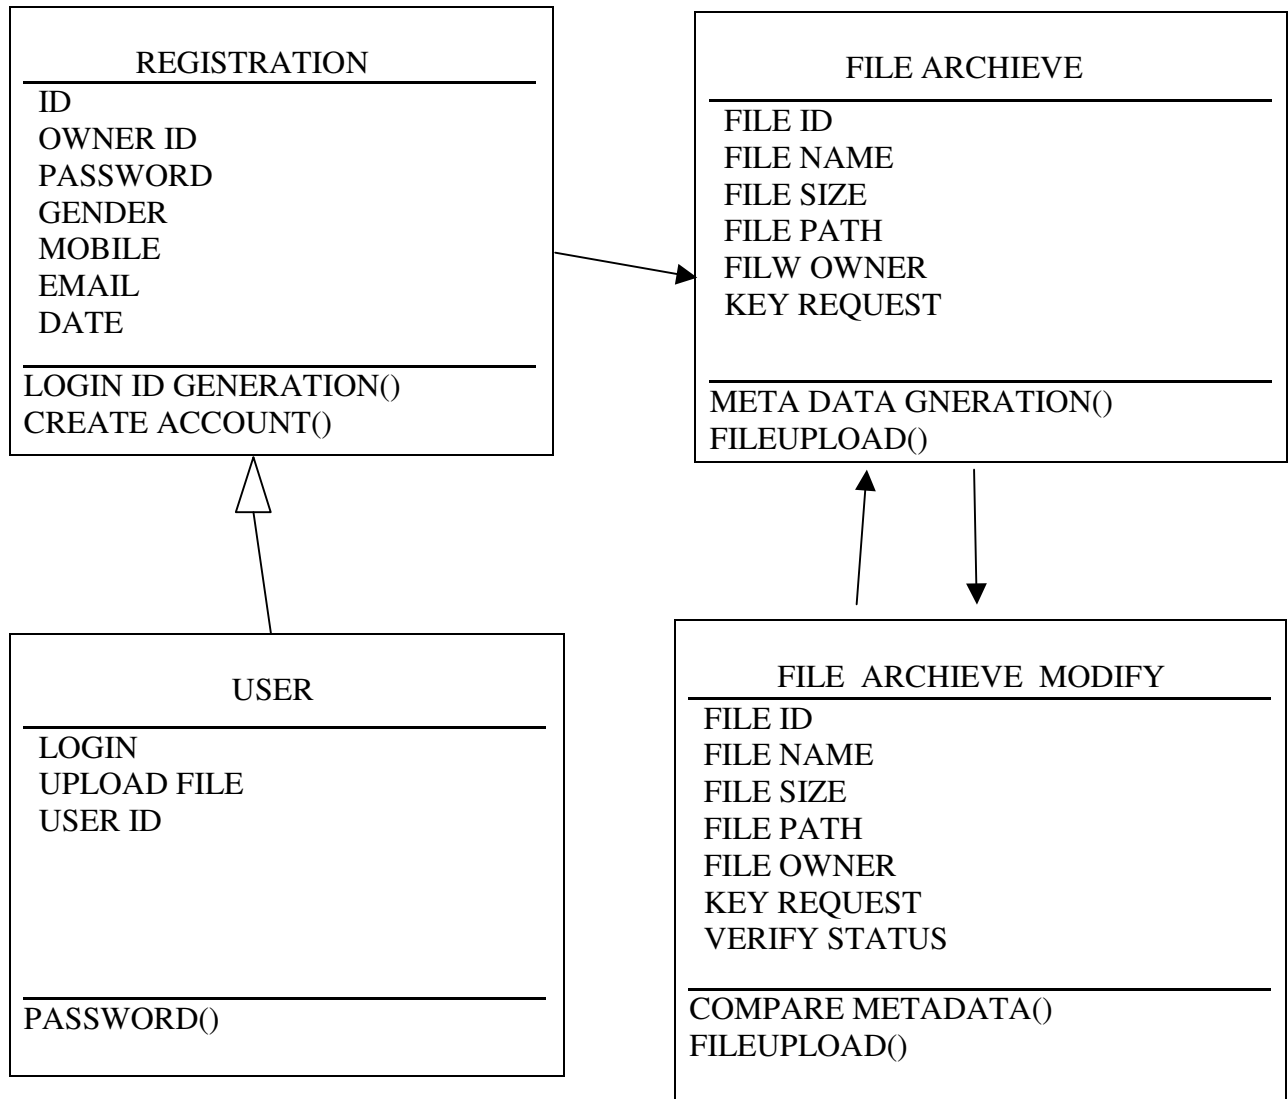 REGISTRATION
ID
OWNER ID
PASSWORD
GENDER
MOBILE
EMAIL
DATE
LOGIN ID GENERATION()
CREATE ACCOUNT()
FILE ARCHIEVE
FILE ID
FILE NAME
FILE SIZE
FILE PATH
FILW OWNER
KEY REQUEST
META DATA GNERATION()
FILEUPLOAD()
USER
LOGIN
UPLOAD FILE
USER ID
PASSWORD()
FILE ARCHIEVE MODIFY
FILE ID
FILE NAME
FILE SIZE
FILE PATH
FILE OWNER
KEY REQUEST
VERIFY STATUS
COMPARE METADATA()
FILEUPLOAD()